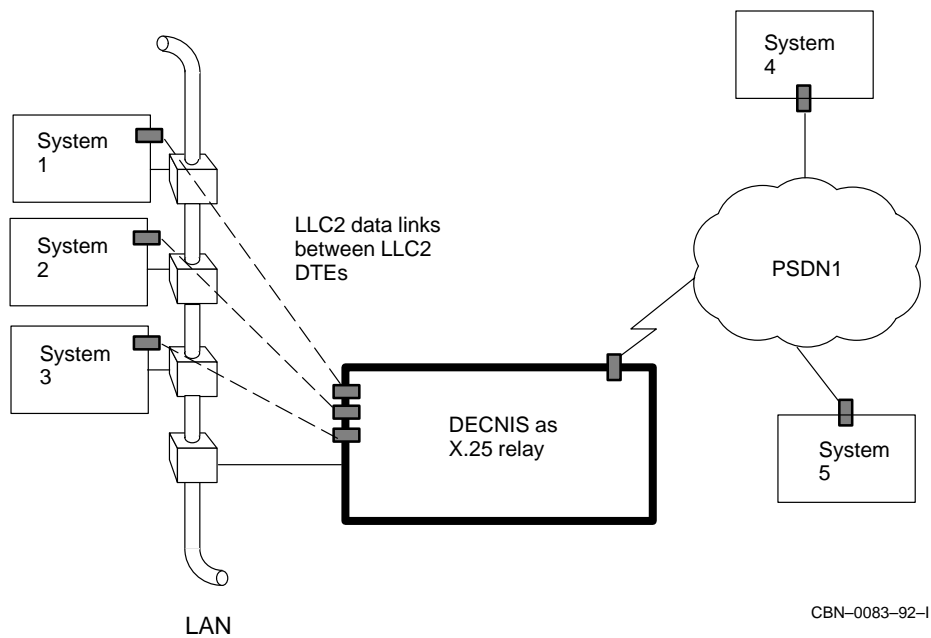 System
4
System
1
LLC2 data links
between LLC2
DTEs
System
2
PSDN1
System
3
DECNIS as
X.25 relay
System
5
CBN–0083–92–I
LAN